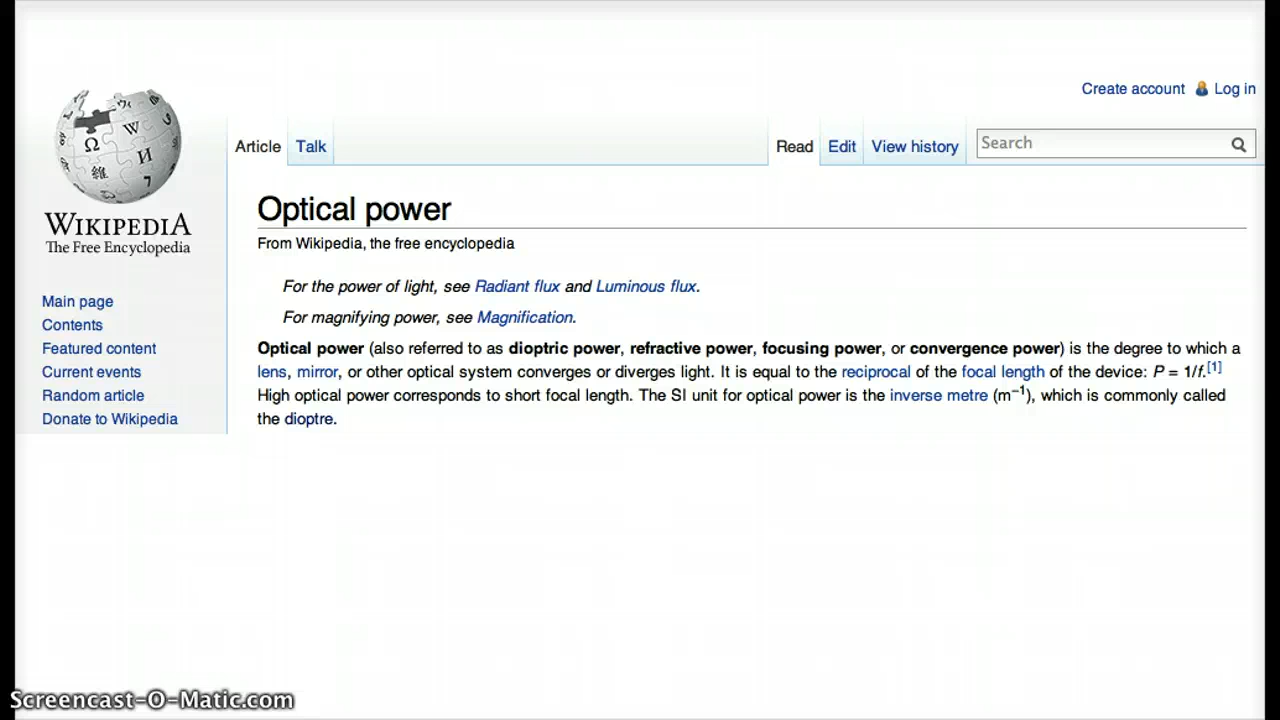 Create account Log in
Article Talk Read Edit View history Search
Ω W И 維 7
WIKIPEDIA
The Free Encyclopedia
Optical power
From Wikipedia, the free encyclopedia
For the power of light, see Radiant flux and Luminous flux.
For magnifying power, see Magnification.
Optical power (also referred to as dioptric power, refractive power, focusing power, or convergence power) is the degree to which a
lens, mirror, or other optical system converges or diverges light. It is equal to the reciprocal of the focal length of the device: P = 1/f.[1]
High optical power corresponds to short focal length. The SI unit for optical power is the inverse metre (m−1), which is commonly called
the dioptre.
Main page
Contents
Featured content
Current events
Random article
Donate to Wikipedia
Screencast-O-Matic.com